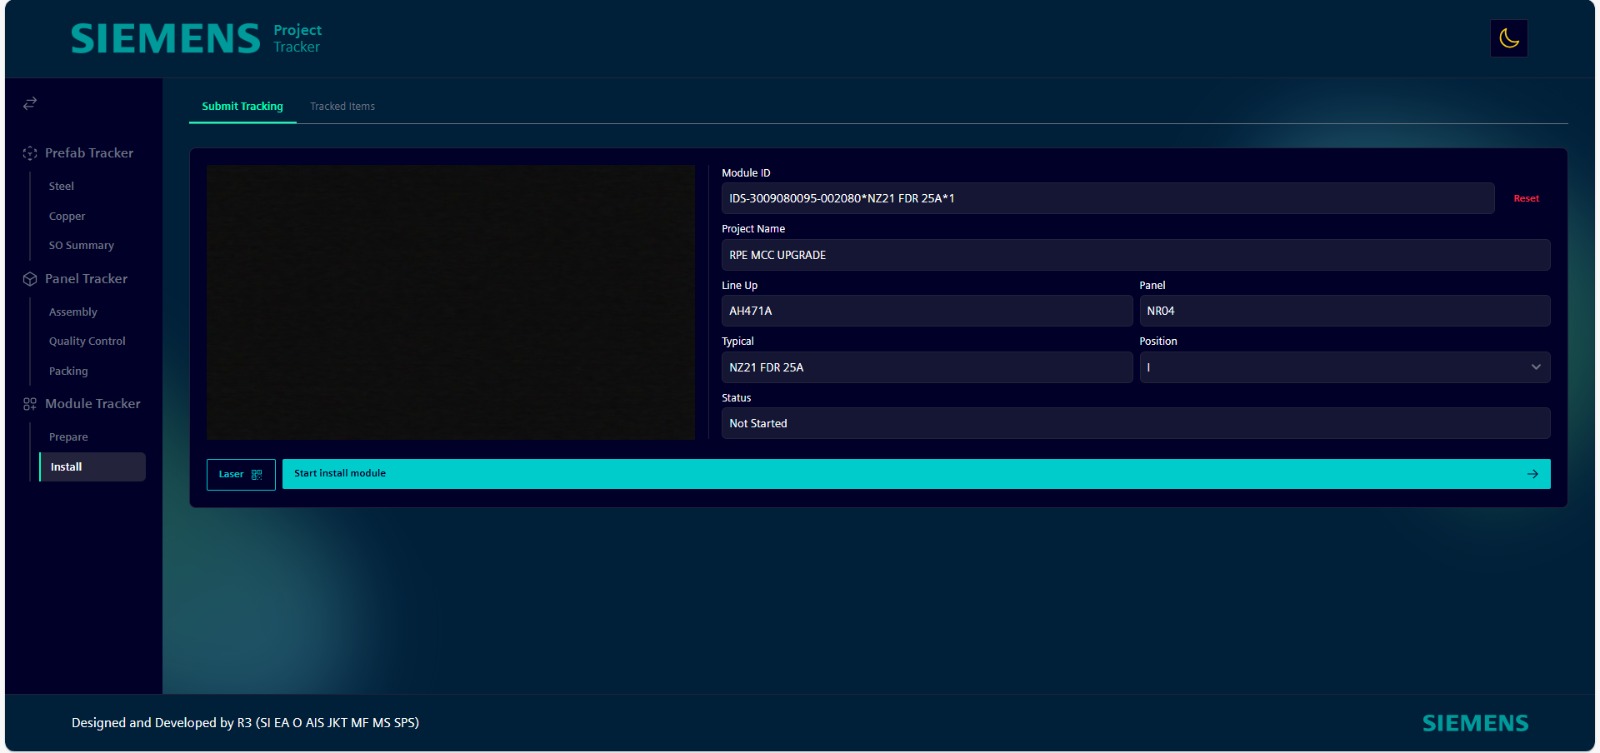 SIEMENS
Project
Tracker
Submit Tracking
Tracked Items
Prefab Tracker
Steel
Copper
SO Summary
Panel Tracker
Assembly
Quality Control
Packing
Module Tracker
Prepare
Install
Module ID
IDS-3009080095-002080*NZ21 FDR 25A*1
Reset
Project Name
RPE MCC UPGRADE
Line Up
Panel
AH471A
NR04
Typical
Position
NZ21 FDR 25A
I
Status
Not Started
Laser
Start install module
Designed and Developed by R3 (SI EA O AIS JKT MF MS SPS)
SIEMENS